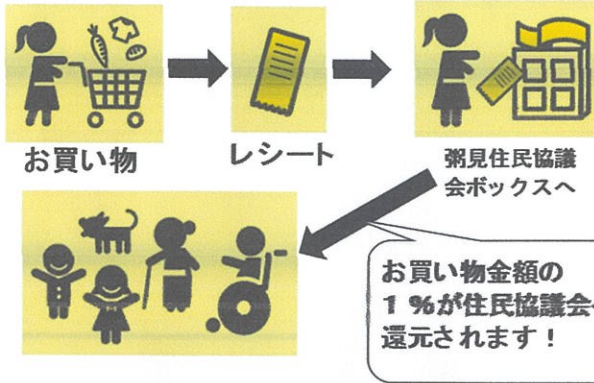 お買い物
レシート
粥見住民協議
会ボックスへ
お買い物金額の
1%が住民協議会へ
還元されます!